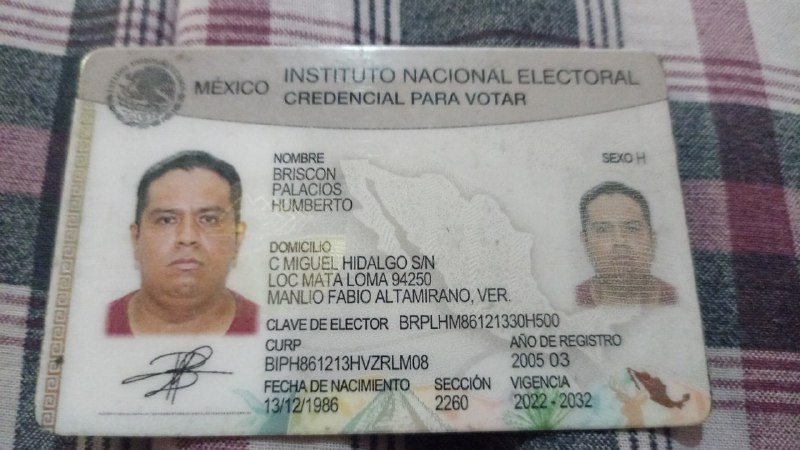 MÉXICO INSTITUTO NACIONAL ELECTORAL
CREDENCIAL PARA VOTAR
NOMBRE
SEXO H
BRISCON
PALACIOS
HUMBERTO
DOMICILIO
C MIGUEL HIDALGO S/N
LOC MATA LOMA 94250
MANLIO FABIO ALTAMIRANO, VER.
CLAVE DE ELECTOR BRPLHM86121330H500
CURP
BIPH861213HVZRLM08
AÑO DE REGISTRO
2005 03
FECHA DE NACIMIENTO
13/12/1986
SECCIÓN
2260
VIGENCIA
2022 - 2032